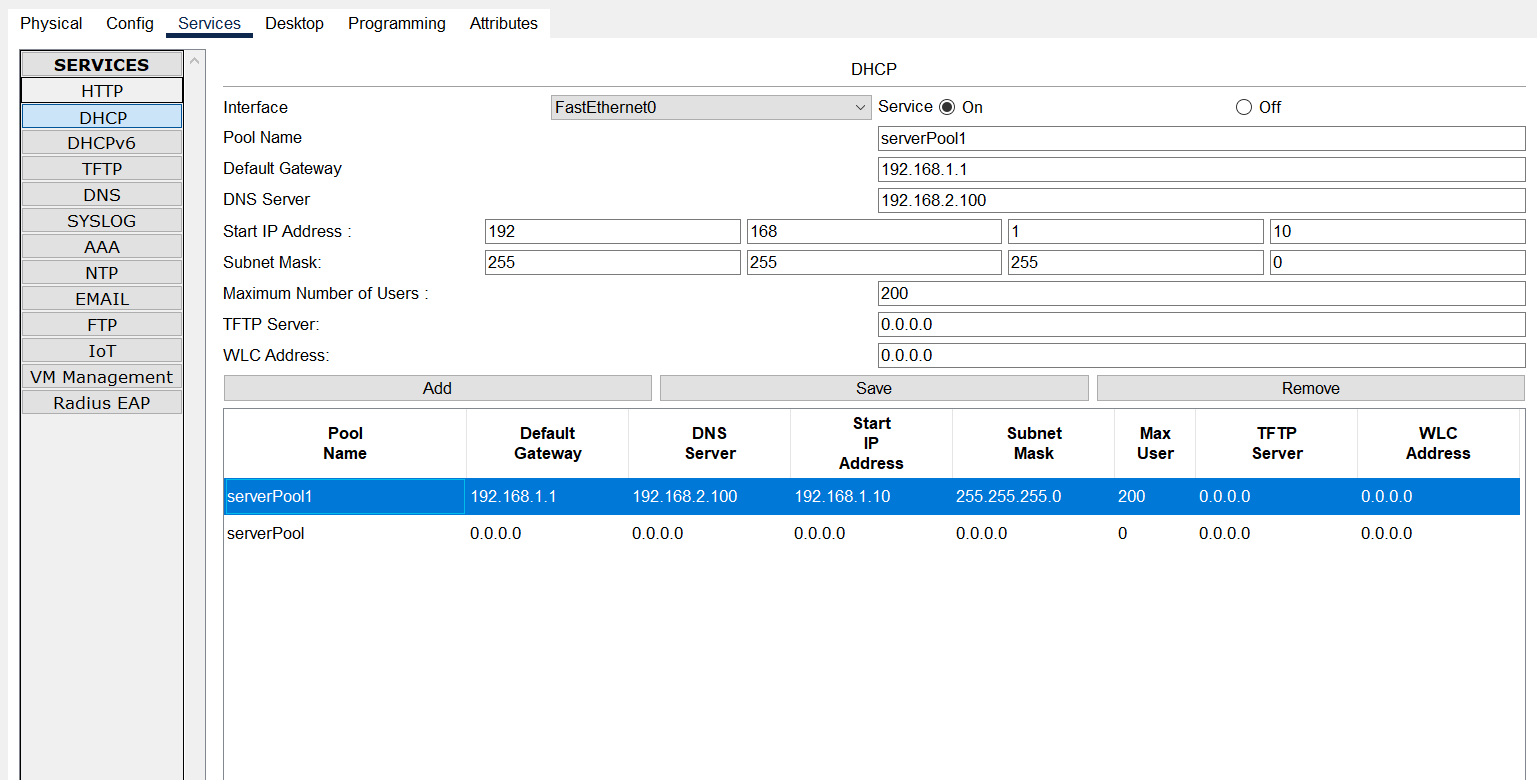 Physical Config Services Desktop Programming Attributes
SERVICES
HTTP
DHCP
DHCPv6
TFTP
DNS
SYSLOG
AAA
NTP
EMAIL
FTP
IoT
VM Management
Radius EAP
DHCP
Interface FastEthernet0 Service On Off
Pool Name serverPool1
Default Gateway 192.168.1.1
DNS Server 192.168.2.100
Start IP Address : 192 168 1 10
Subnet Mask: 255 255 255 0
Maximum Number of Users : 200
TFTP Server: 0.0.0.0
WLC Address: 0.0.0.0
Add Save Remove
Pool Name Default Gateway DNS Server Start IP Address Subnet Mask Max User TFTP Server WLC Address
serverPool1 192.168.1.1 192.168.2.100 192.168.1.10 255.255.255.0 200 0.0.0.0 0.0.0.0
serverPool 0.0.0.0 0.0.0.0 0.0.0.0 0.0.0.0 0 0.0.0.0 0.0.0.0